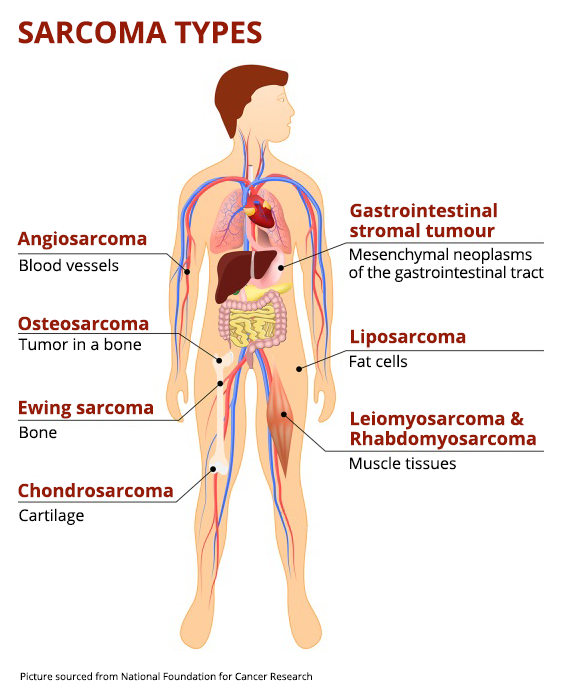 SARCOMA TYPES
Angiosarcoma
Blood vessels
Osteosarcoma
Tumor in a bone
Ewing sarcoma
Bone
Chondrosarcoma
Cartilage
Gastrointestinal
stromal tumour
Mesenchymal neoplasms
of the gastrointestinal tract
Liposarcoma
Fat cells
Leiomyosarcoma &
Rhabdomyosarcoma
Muscle tissues
Picture sourced from National Foundation for Cancer Research